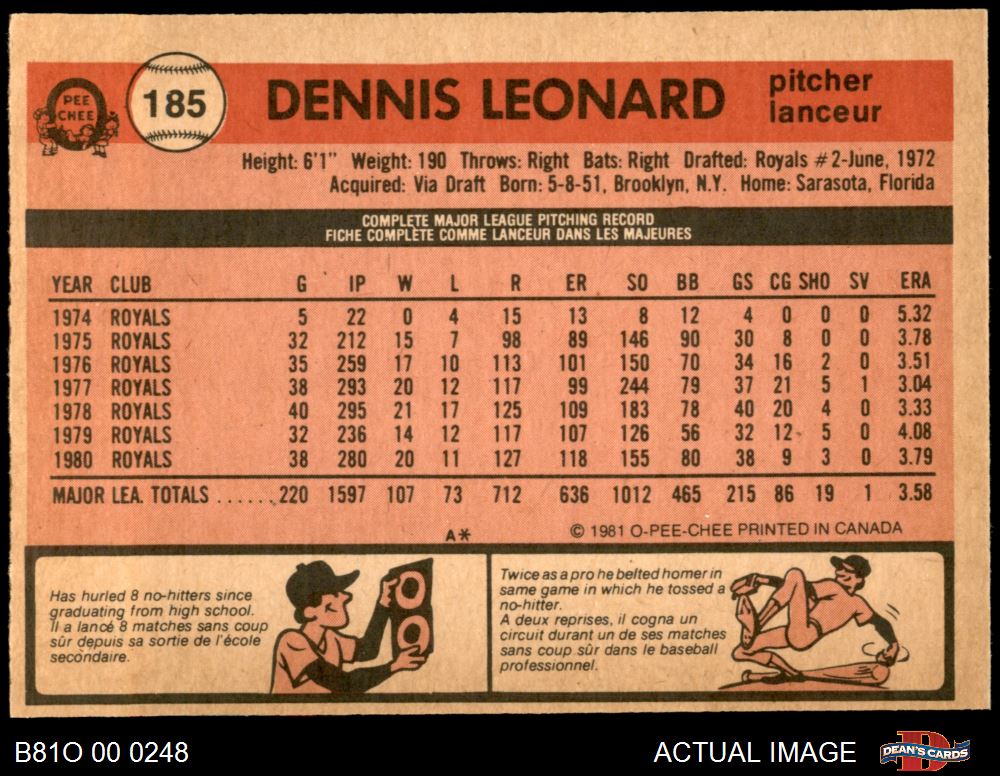 PEE
CHEE
185
DENNIS LEONARD
pitcher
lanceur
Height: 6'1" Weight: 190 Throws: Right Bats: Right Drafted: Royals #2-June, 1972
Acquired: Via Draft Born: 5-8-51, Brooklyn, N.Y. Home: Sarasota, Florida
COMPLETE MAJOR LEAGUE PITCHING RECORD
FICHE COMPLÈTE COMME LANCEUR DANS LES MAJEURES
YEAR CLUB G IP W L R ER SO BB GS CG SHO SV ERA
1974 ROYALS 5 22 0 4 15 13 8 12 4 0 0 0 5.32
1975 ROYALS 32 212 15 7 98 89 146 90 30 8 0 0 3.78
1976 ROYALS 35 259 17 10 113 101 150 70 34 16 2 0 3.51
1977 ROYALS 38 293 20 12 117 99 244 79 37 21 5 1 3.04
1978 ROYALS 40 295 21 17 125 109 183 78 40 20 4 0 3.33
1979 ROYALS 32 236 14 12 117 107 126 56 32 12 5 0 4.08
1980 ROYALS 38 280 20 11 127 118 155 80 38 9 3 0 3.79
MAJOR LEA. TOTALS ...... 220 1597 107 73 712 636 1012 465 215 86 19 1 3.58
A* © 1981 O-PEE-CHEE PRINTED IN CANADA
Has hurled 8 no-hitters since
graduating from high school.
Il a lancé 8 matches sans coup
sûr depuis sa sortie de l'école
secondaire.
Twice as a pro he belted homer in
same game in which he tossed a
no-hitter.
A deux reprises, il cogna un
circuit durant un de ses matches
sans coup sûr dans le baseball
professionnel.
B81O 00 0248
ACTUAL IMAGE
DEAN'S CARDS